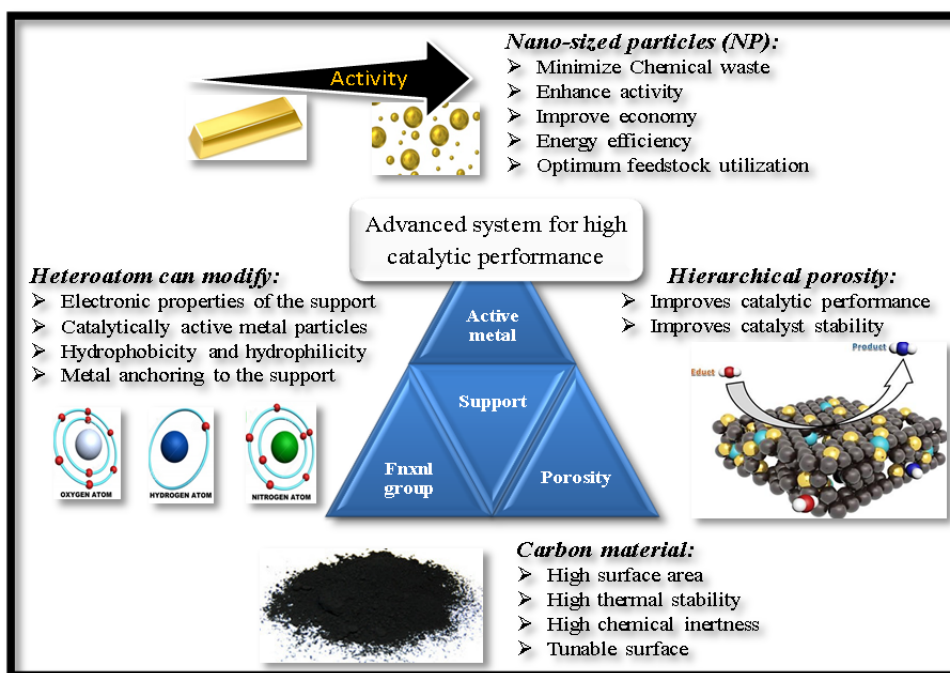 Nano-sized particles (NP):
➢ Minimize Chemical waste
➢ Enhance activity
➢ Improve economy
➢ Energy efficiency
➢ Optimum feedstock utilization
Activity
Advanced system for high
catalytic performance
Heteroatom can modify:
➢ Electronic properties of the support
➢ Catalytically active metal particles
➢ Hydrophobicity and hydrophilicity
➢ Metal anchoring to the support
OXYGEN ATOM
HYDROGEN ATOM
NITROGEN ATOM
Active
metal
Support
Fnxnl
group
Porosity
Hierarchical porosity:
➢ Improves catalytic performance
➢ Improves catalyst stability
Product
Educt
Carbon material:
➢ High surface area
➢ High thermal stability
➢ High chemical inertness
➢ Tunable surface